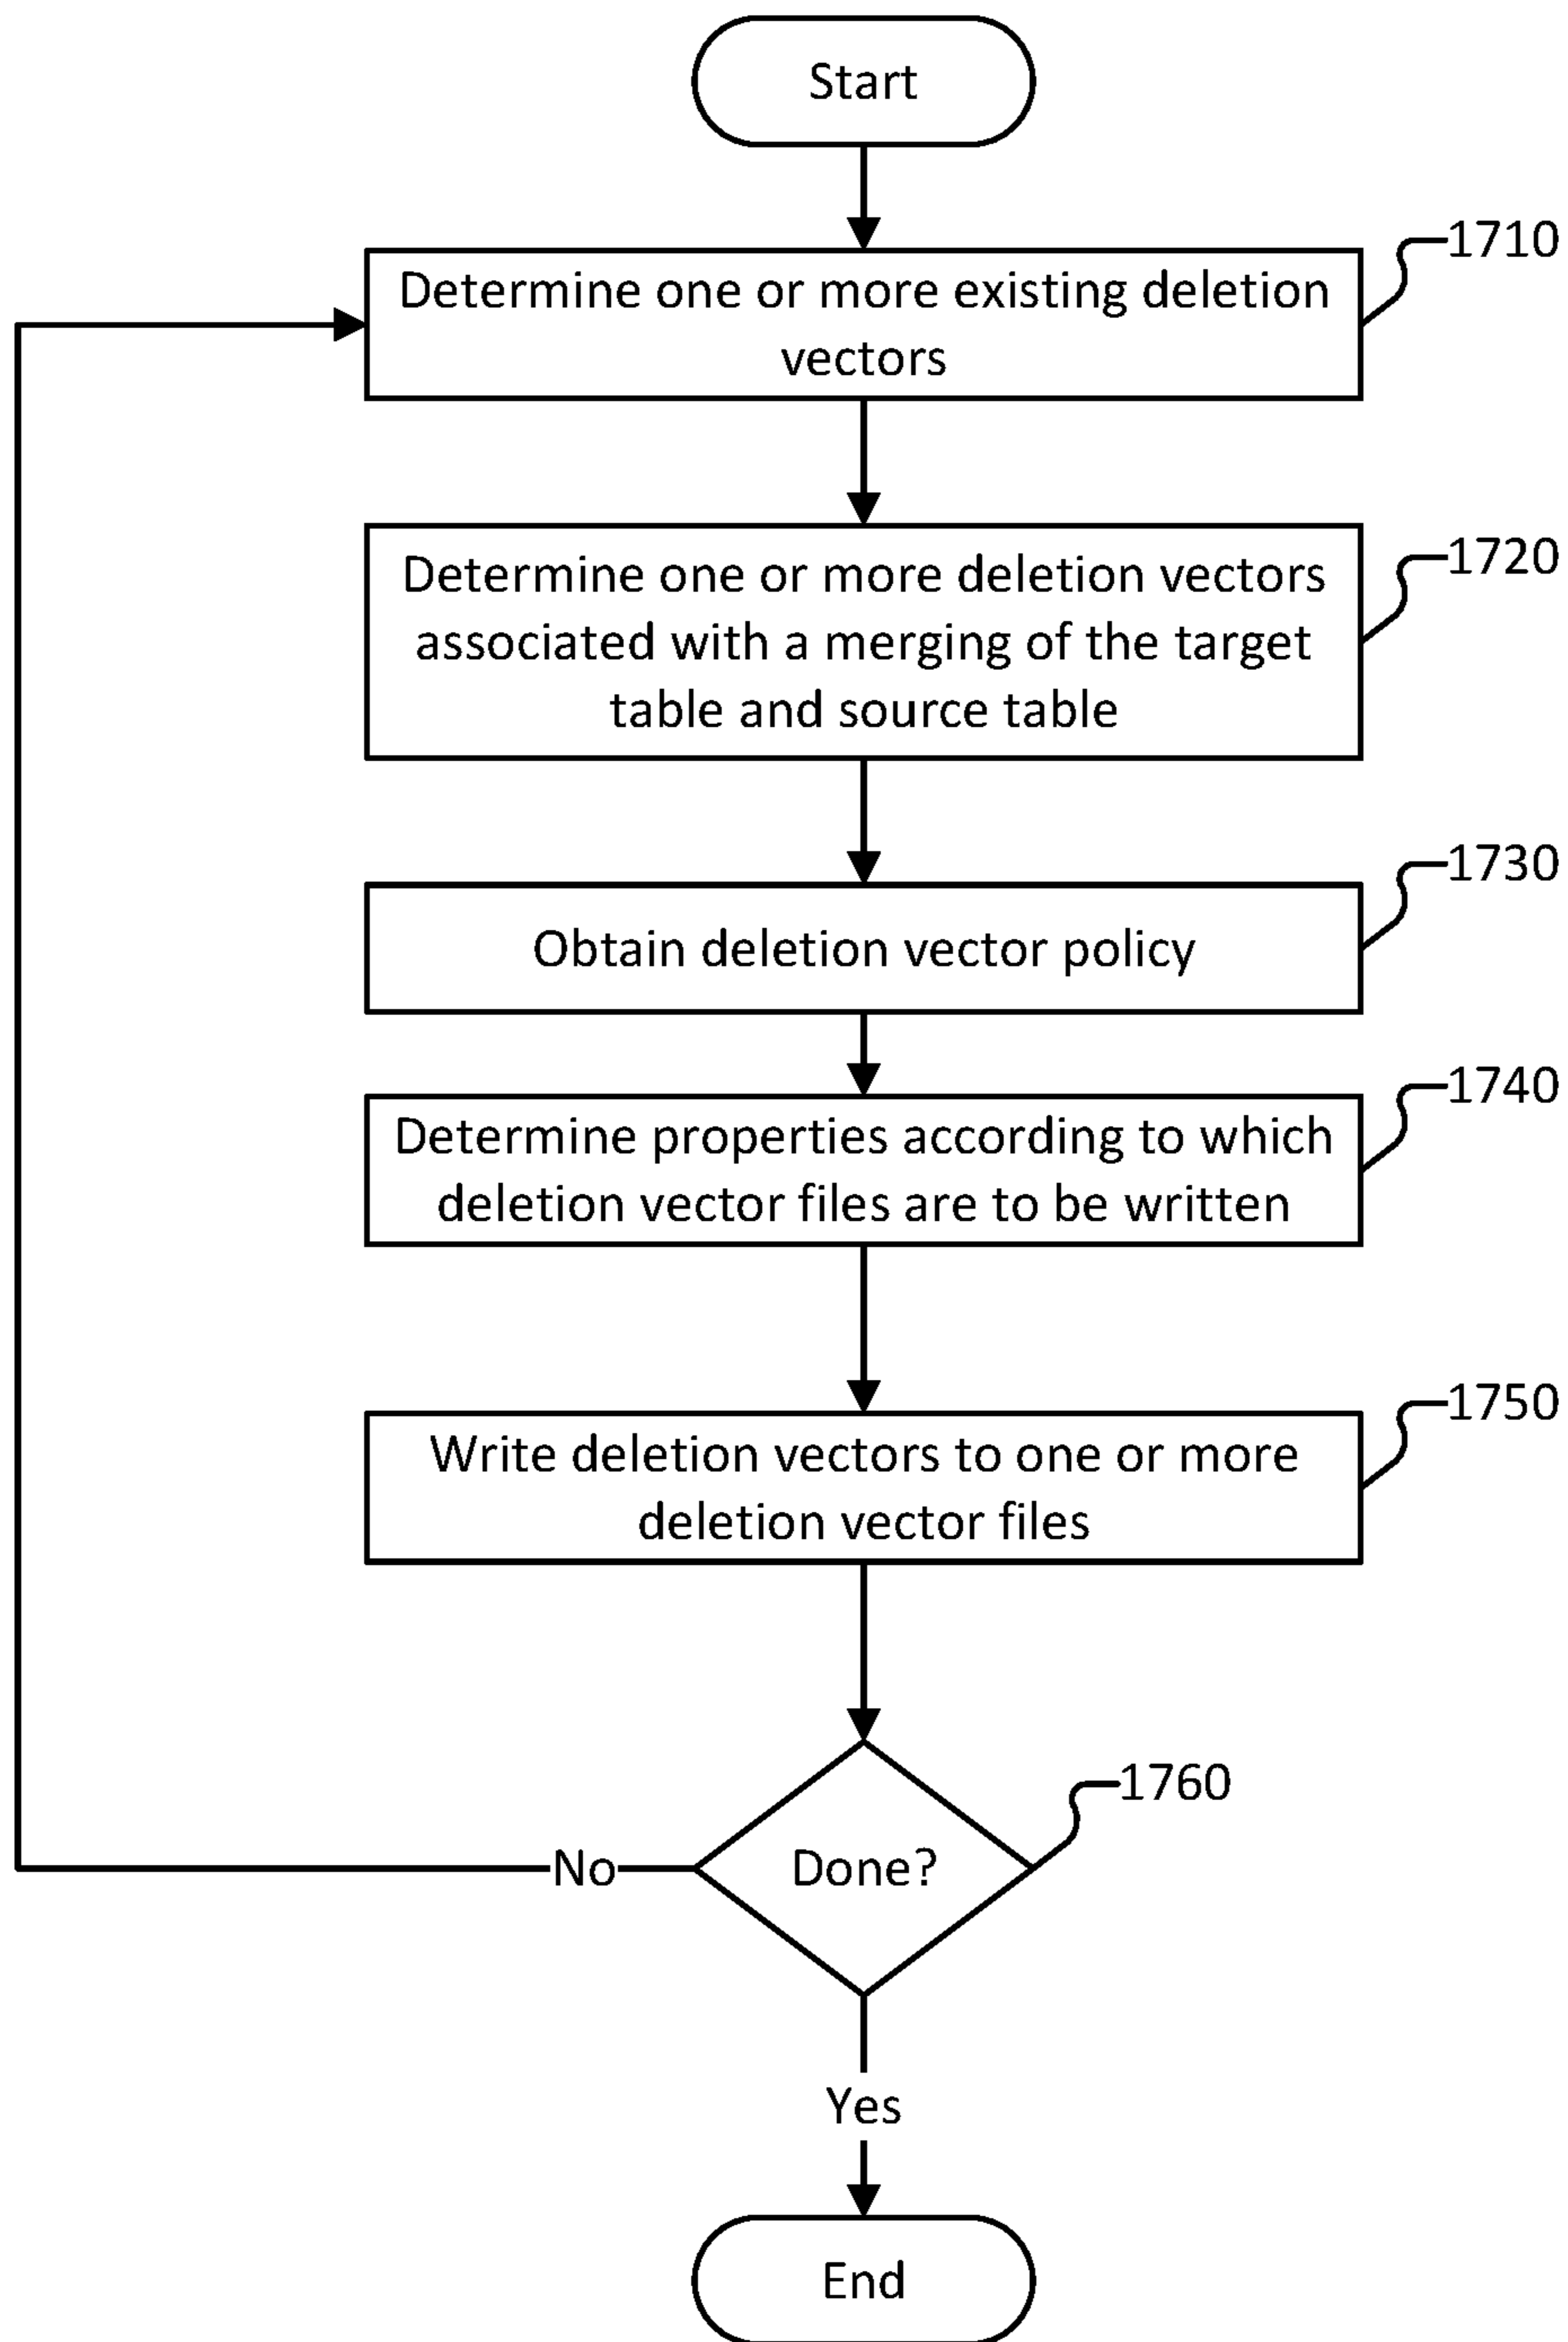 Start
1710
Determine one or more existing deletion
vectors
1720
Determine one or more deletion vectors
associated with a merging of the target
table and source table
1730
Obtain deletion vector policy
1740
Determine properties according to which
deletion vector files are to be written
1750
Write deletion vectors to one or more
deletion vector files
1760
No
Done?
Yes
End